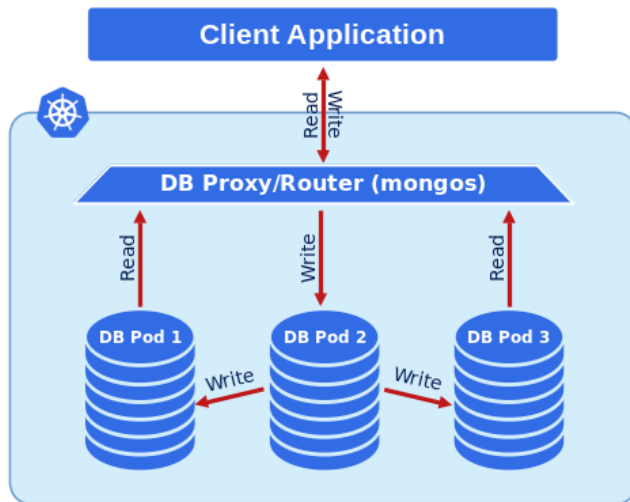 Client Application
Read
Write
DB Proxy/Router (mongos)
Read
Write
Read
DB Pod 1
DB Pod 2
DB Pod 3
Write
Write